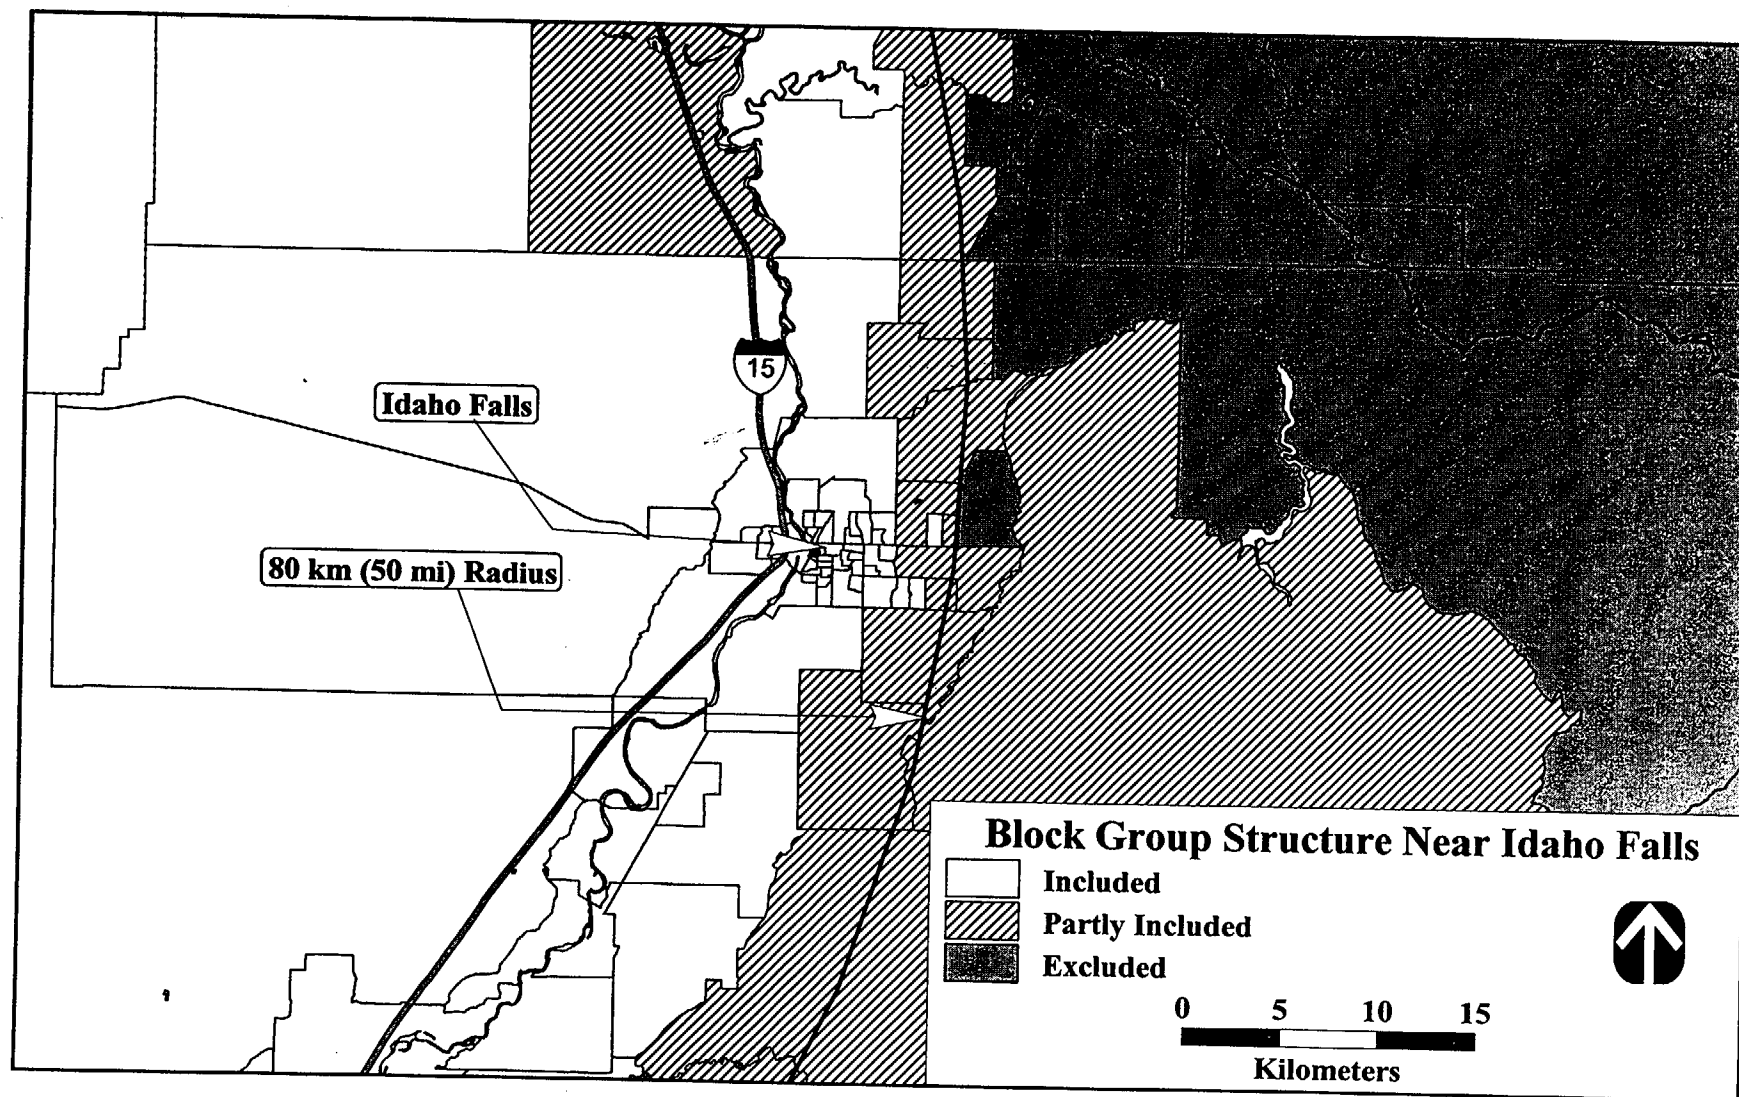 15
Idaho Falls
80 km (50 mi) Radius
Block Group Structure Near Idaho Falls
Included
Partly Included
Excluded
0 5 10 15
Kilometers